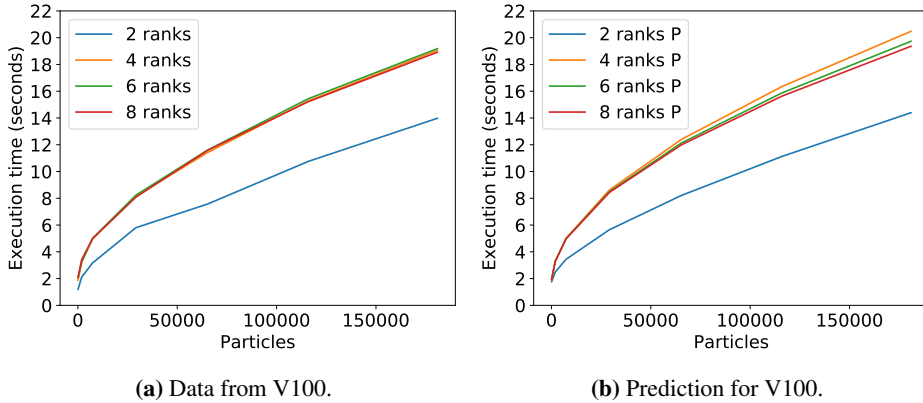 22
20
18
16
14
12
10
8
6
4
2
0
Execution time (seconds)
2 ranks
4 ranks
6 ranks
8 ranks
0
50000
100000
150000
Particles
(a) Data from V100.
22
20
18
16
14
12
10
8
6
4
2
0
Execution time (seconds)
2 ranks P
4 ranks P
6 ranks P
8 ranks P
0
50000
100000
150000
Particles
(b) Prediction for V100.